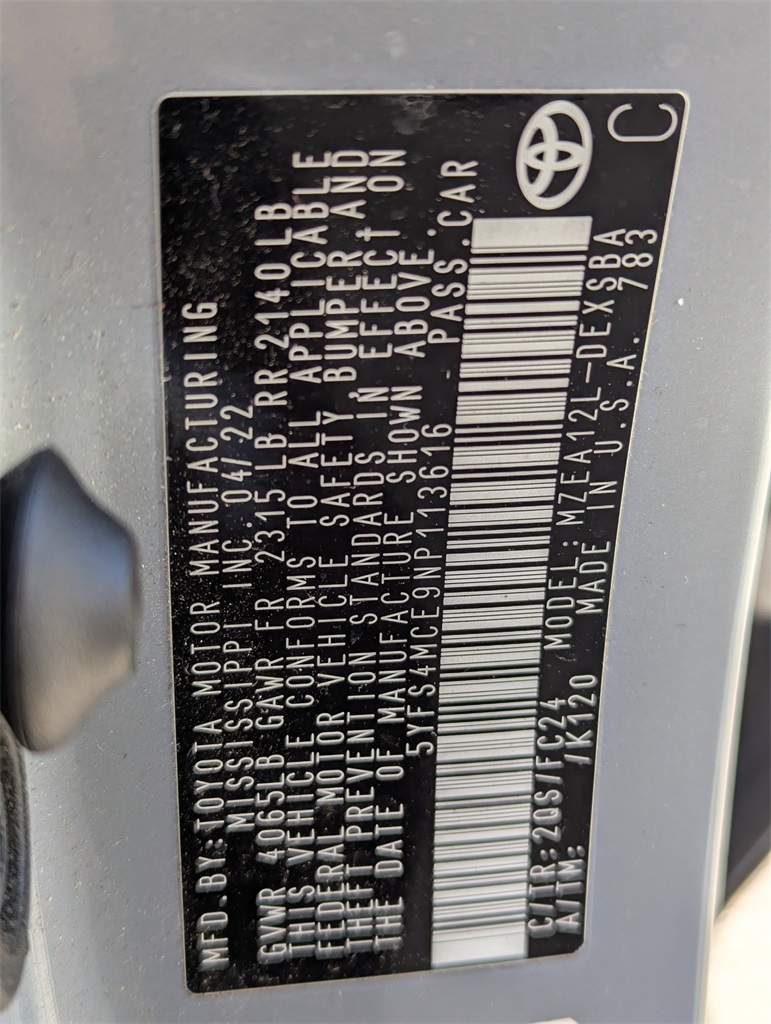 MFD.BY:TOYOTA MOTOR MANUFACTURING
MISSISSIPPI INC. 04/22
GVWR 4065LB GAWR FR 2315LB RR 2140LB
THIS VEHICLE CONFORMS TO ALL APPLICABLE
FEDERAL MOTOR VEHICLE SAFETY, BUMPER AND
THEFT PREVENTION STANDARDS IN EFFECT ON
THE DATE OF MANUFACTURE SHOWN ABOVE.
5YFS4MCE9NP113616 PASS.CAR
C/TR:2QS/FC24 MODEL:MZEA12L-DEXSBA
A/TM: /K120 MADE IN U.S.A. 783
C